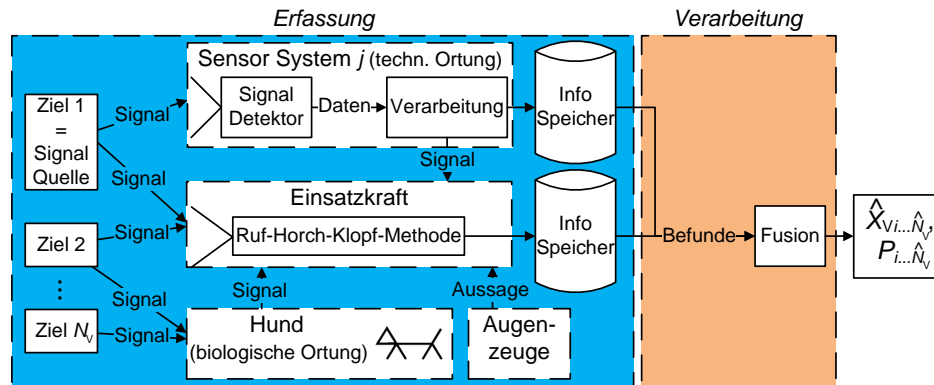 Erfassung
Verarbeitung
Sensor System j (techn. Ortung)
Ziel 1
=
Signal
Quelle
Signal
Signal
Detektor
Daten
Verarbeitung
Info
Speicher
Signal
Signal
Einsatzkraft
Ruf-Horch-Klopf-Methode
Info
Speicher
Befunde
Fusion
X̂Vi...N̂V,
Pi...N̂V
Ziel 2
Signal
⋮
Signal
Signal
Aussage
Ziel NV
Signal
Hund
(biologische Ortung)
Augen-
zeuge